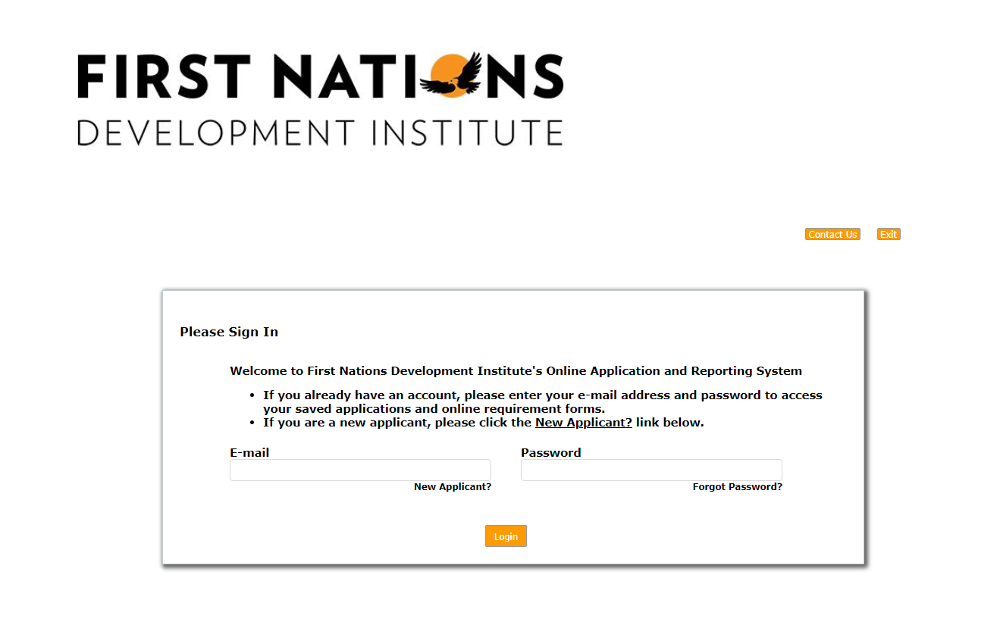 FIRST NATIONS
DEVELOPMENT INSTITUTE
Contact Us Exit
Please Sign In
Welcome to First Nations Development Institute's Online Application and Reporting System
• If you already have an account, please enter your e-mail address and password to access
your saved applications and online requirement forms.
• If you are a new applicant, please click the New Applicant? link below.
E-mail Password
New Applicant? Forgot Password?
Login